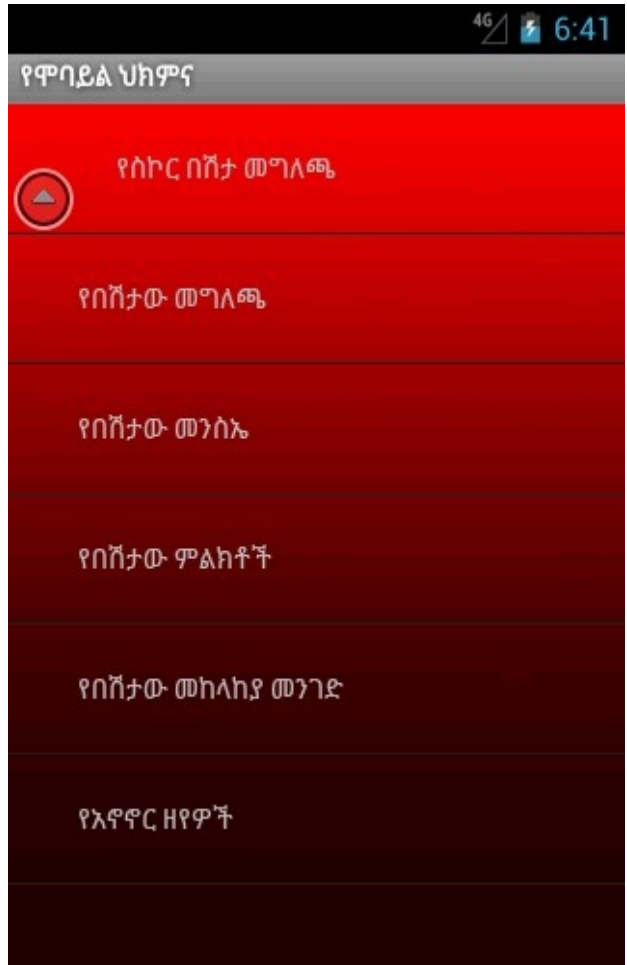 4G 6:41
የሞባይል ህክምና
የስኮር በሽታ መግለጫ
የበሽታው መግለጫ
የበሽታው መንስኤ
የበሽታው ምልክቶች
የበሽታው መከላከያ መንገድ
የአኖኖር ዘየዎች